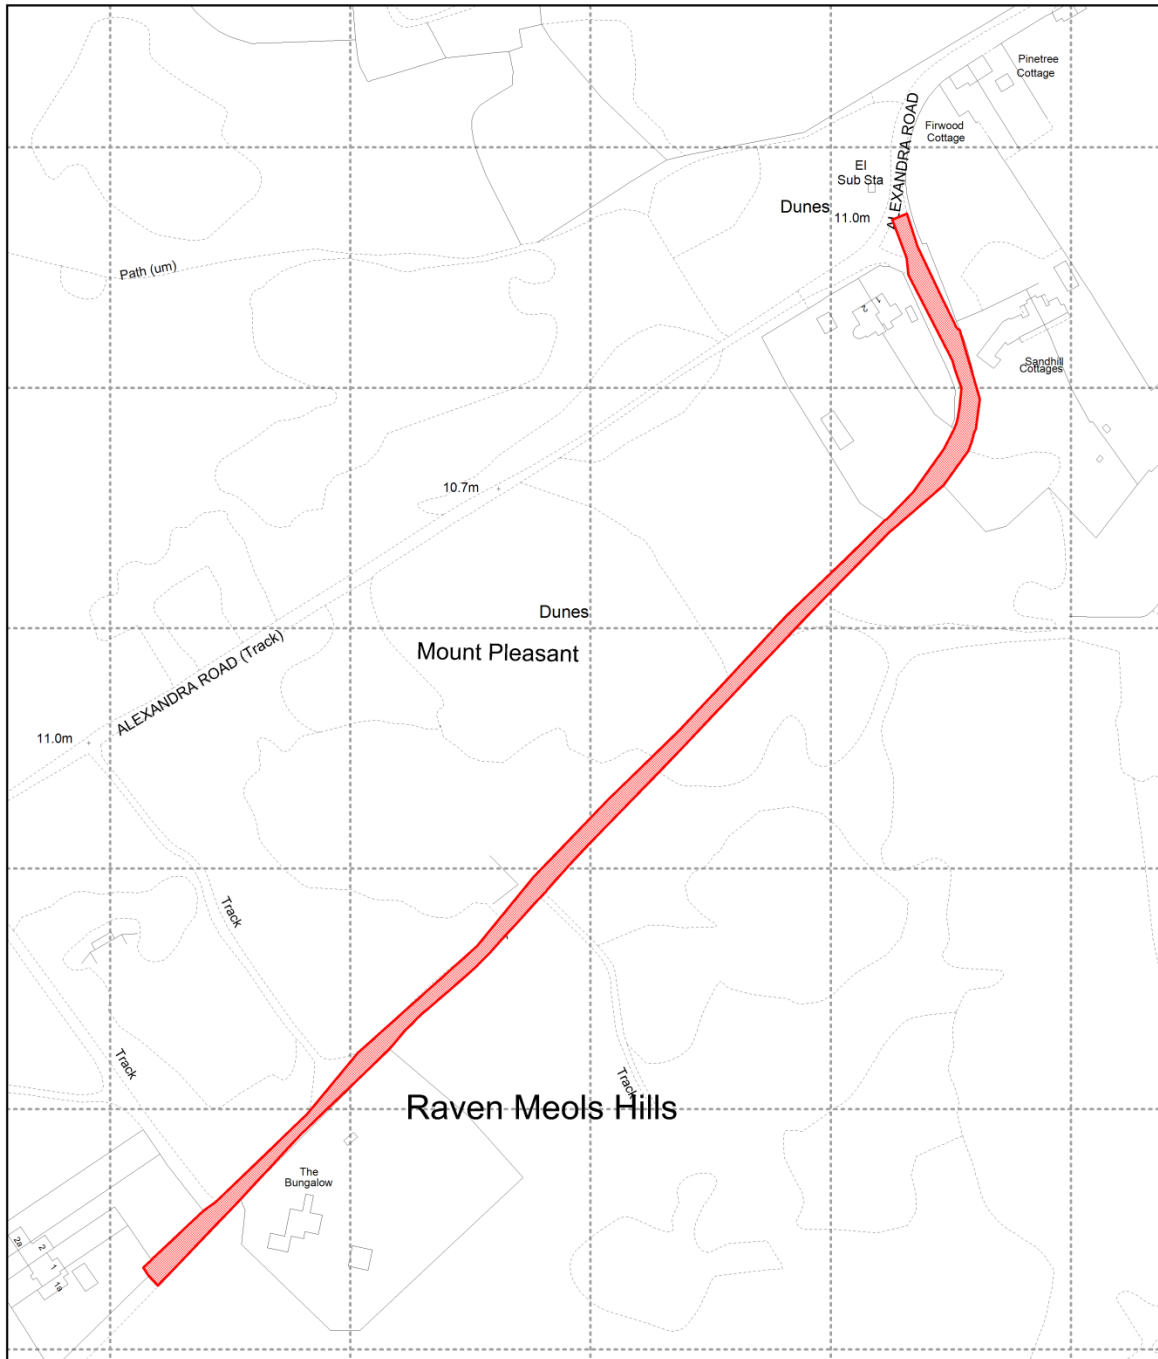 Pinetree
Cottage
ALEXANDRA ROAD
Firwood
Cottage
El
Sub Sta
Dunes
11.0m
Path (um)
1
2
Sandhill
Cottages
10.7m
Dunes
Mount Pleasant
ALEXANDRA ROAD (Track)
11.0m
Track
Track
Track
Raven Meols Hills
The
Bungalow
2a
2
1
1a